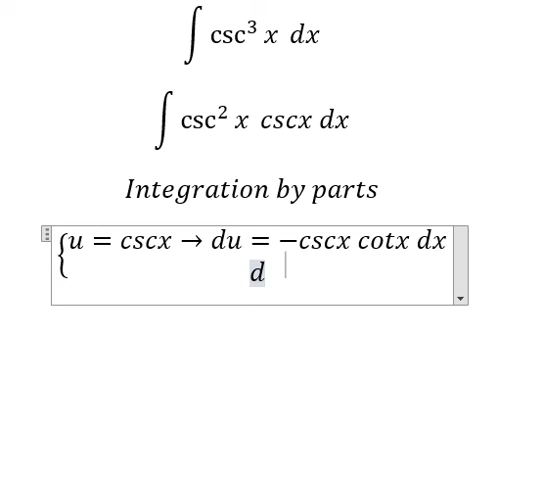 ∫ csc³ x dx
∫ csc² x cscx dx
Integration by parts
{u = cscx → du = −cscx cotx dx
d